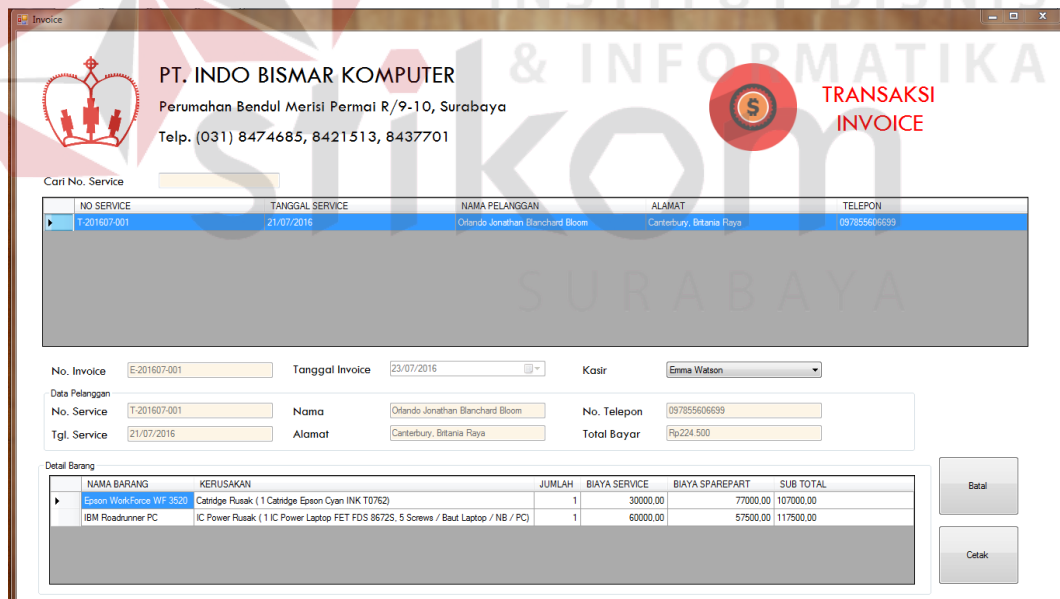 INSTITUT BISNIS
& INFORMATIKA
stikom
SURABAYA
Invoice
PT. INDO BISMAR KOMPUTER
Perumahan Bendul Merisi Permai R/9-10, Surabaya
Telp. (031) 8474685, 8421513, 8437701
$
TRANSAKSI
INVOICE
Cari No. Service
NO SERVICE TANGGAL SERVICE NAMA PELANGGAN ALAMAT TELEPON
T-201607-001 21/07/2016 Orlando Jonathan Blanchard Bloom Canterbury, Britania Raya 097855606699
No. Invoice E-201607-001 Tanggal Invoice 23/07/2016 Kasir Emma Watson
Data Pelanggan
No. Service T-201607-001 Nama Orlando Jonathan Blanchard Bloom No. Telepon 097855606699
Tgl. Service 21/07/2016 Alamat Canterbury, Britania Raya Total Bayar Rp224.500
Detail Barang
NAMA BARANG KERUSAKAN JUMLAH BIAYA SERVICE BIAYA SPAREPART SUB TOTAL
Epson WorkForce WF 3520 Catridge Rusak ( 1 Catridge Epson Cyan INK T0762) 1 30000,00 77000,00 107000,00
IBM Roadrunner PC IC Power Rusak ( 1 IC Power Laptop FET FDS 8672S, 5 Screws / Baut Laptop / NB / PC) 1 60000,00 57500,00 117500,00
Batal
Cetak